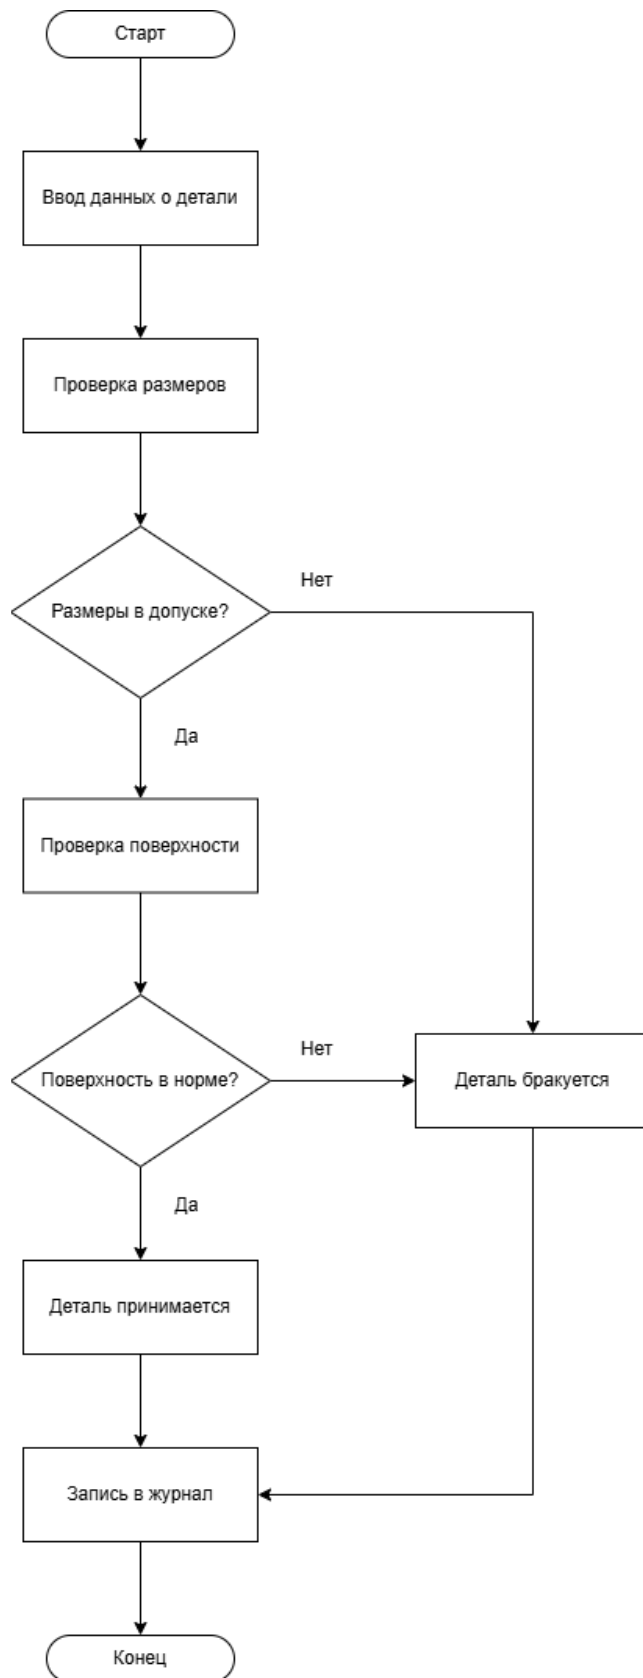 Старт
Ввод данных о детали
Проверка размеров
Размеры в допуске?
Нет
Да
Проверка поверхности
Поверхность в норме?
Нет
Деталь бракуется
Да
Деталь принимается
Запись в журнал
Конец